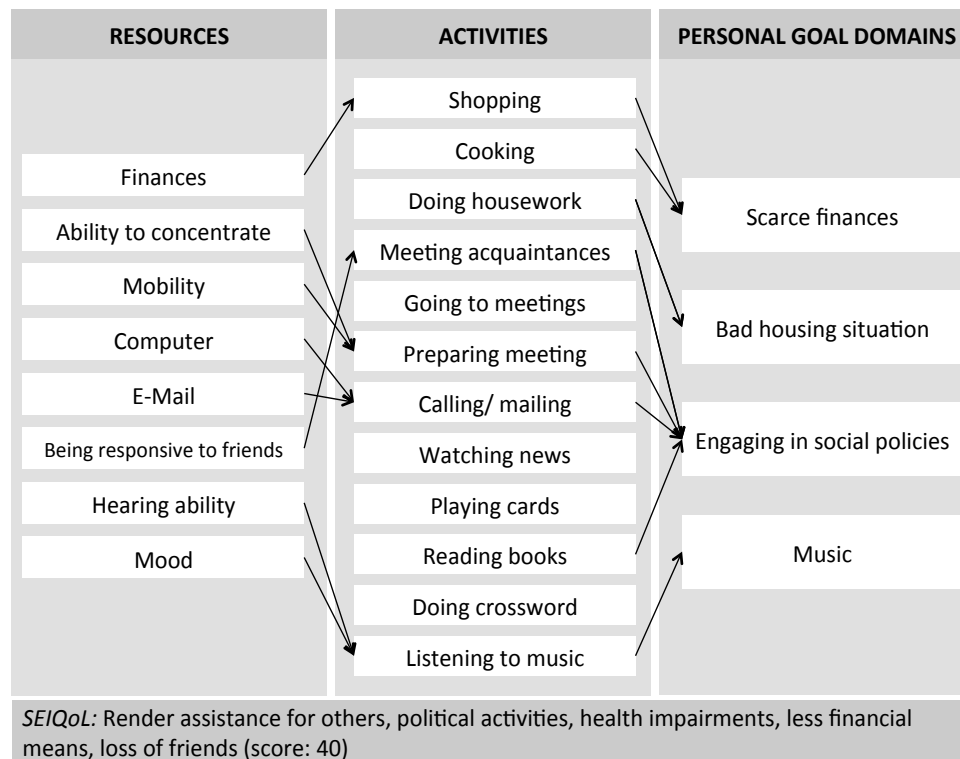 RESOURCES
Finances
Ability to concentrate
Mobility
Computer
E-Mail
Being responsive to friends
Hearing ability
Mood
ACTIVITIES
Shopping
Cooking
Doing housework
Meeting acquaintances
Going to meetings
Preparing meeting
Calling/ mailing
Watching news
Playing cards
Reading books
Doing crossword
Listening to music
PERSONAL GOAL DOMAINS
Scarce finances
Bad housing situation
Engaging in social policies
Music
SEIQoL: Render assistance for others, political activities, health impairments, less financial
means, loss of friends (score: 40)